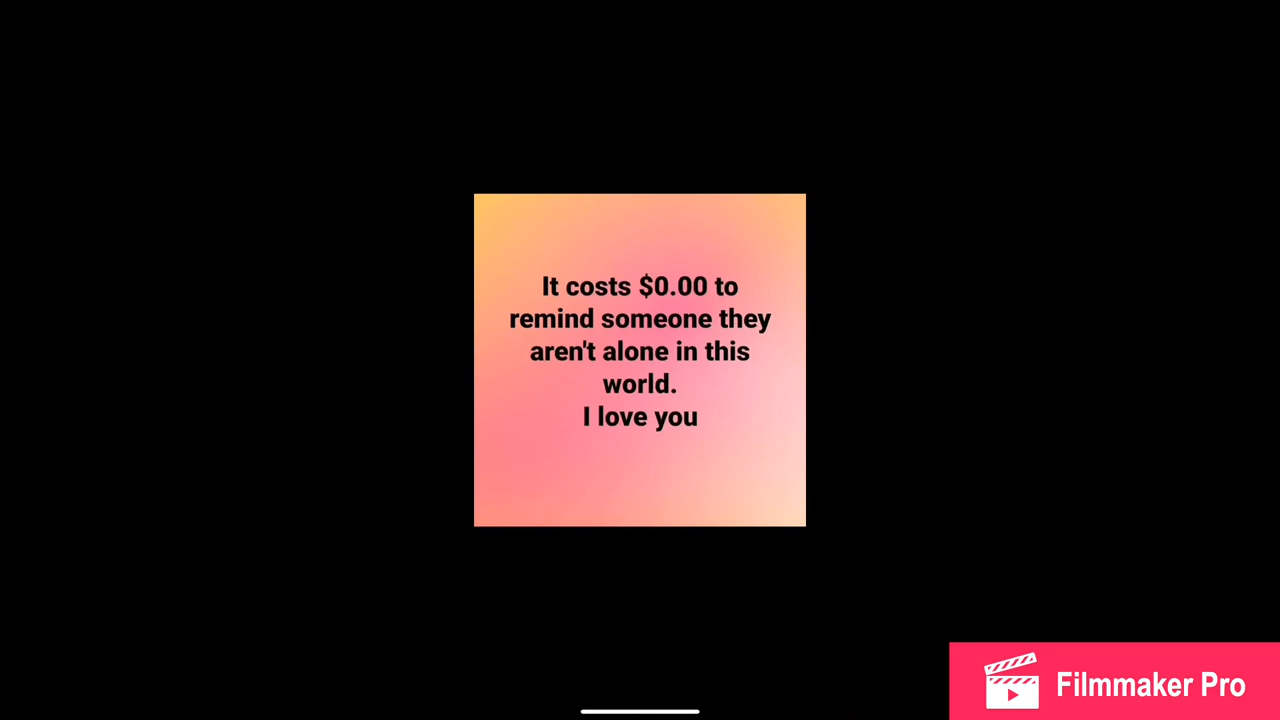 It costs $0.00 to
remind someone they
aren't alone in this
world.
I love you
Filmmaker Pro